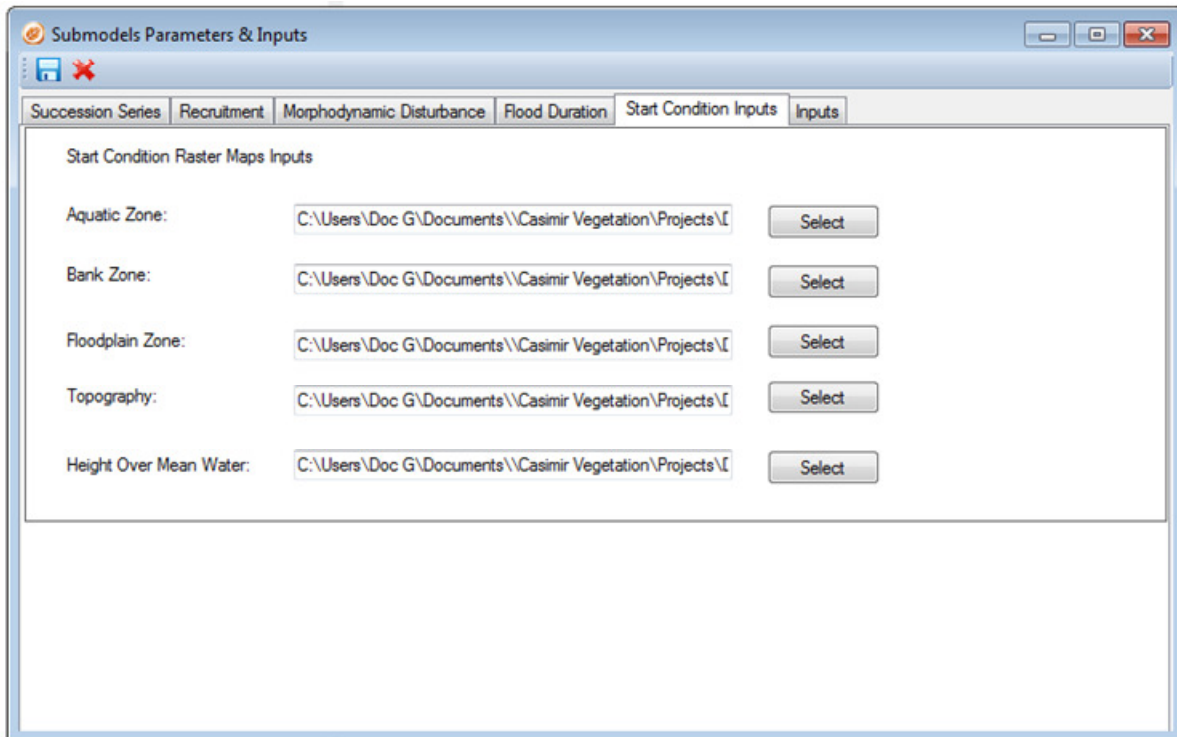 Submodels Parameters & Inputs
Succession Series Recruitment Morphodynamic Disturbance Flood Duration Start Condition Inputs Inputs
Start Condition Raster Maps Inputs
Aquatic Zone: C:\Users\Doc G\Documents\\Casimir Vegetation\Projects\[ Select
Bank Zone: C:\Users\Doc G\Documents\\Casimir Vegetation\Projects\[ Select
Floodplain Zone: C:\Users\Doc G\Documents\\Casimir Vegetation\Projects\[ Select
Topography: C:\Users\Doc G\Documents\\Casimir Vegetation\Projects\[ Select
Height Over Mean Water: C:\Users\Doc G\Documents\\Casimir Vegetation\Projects\[ Select